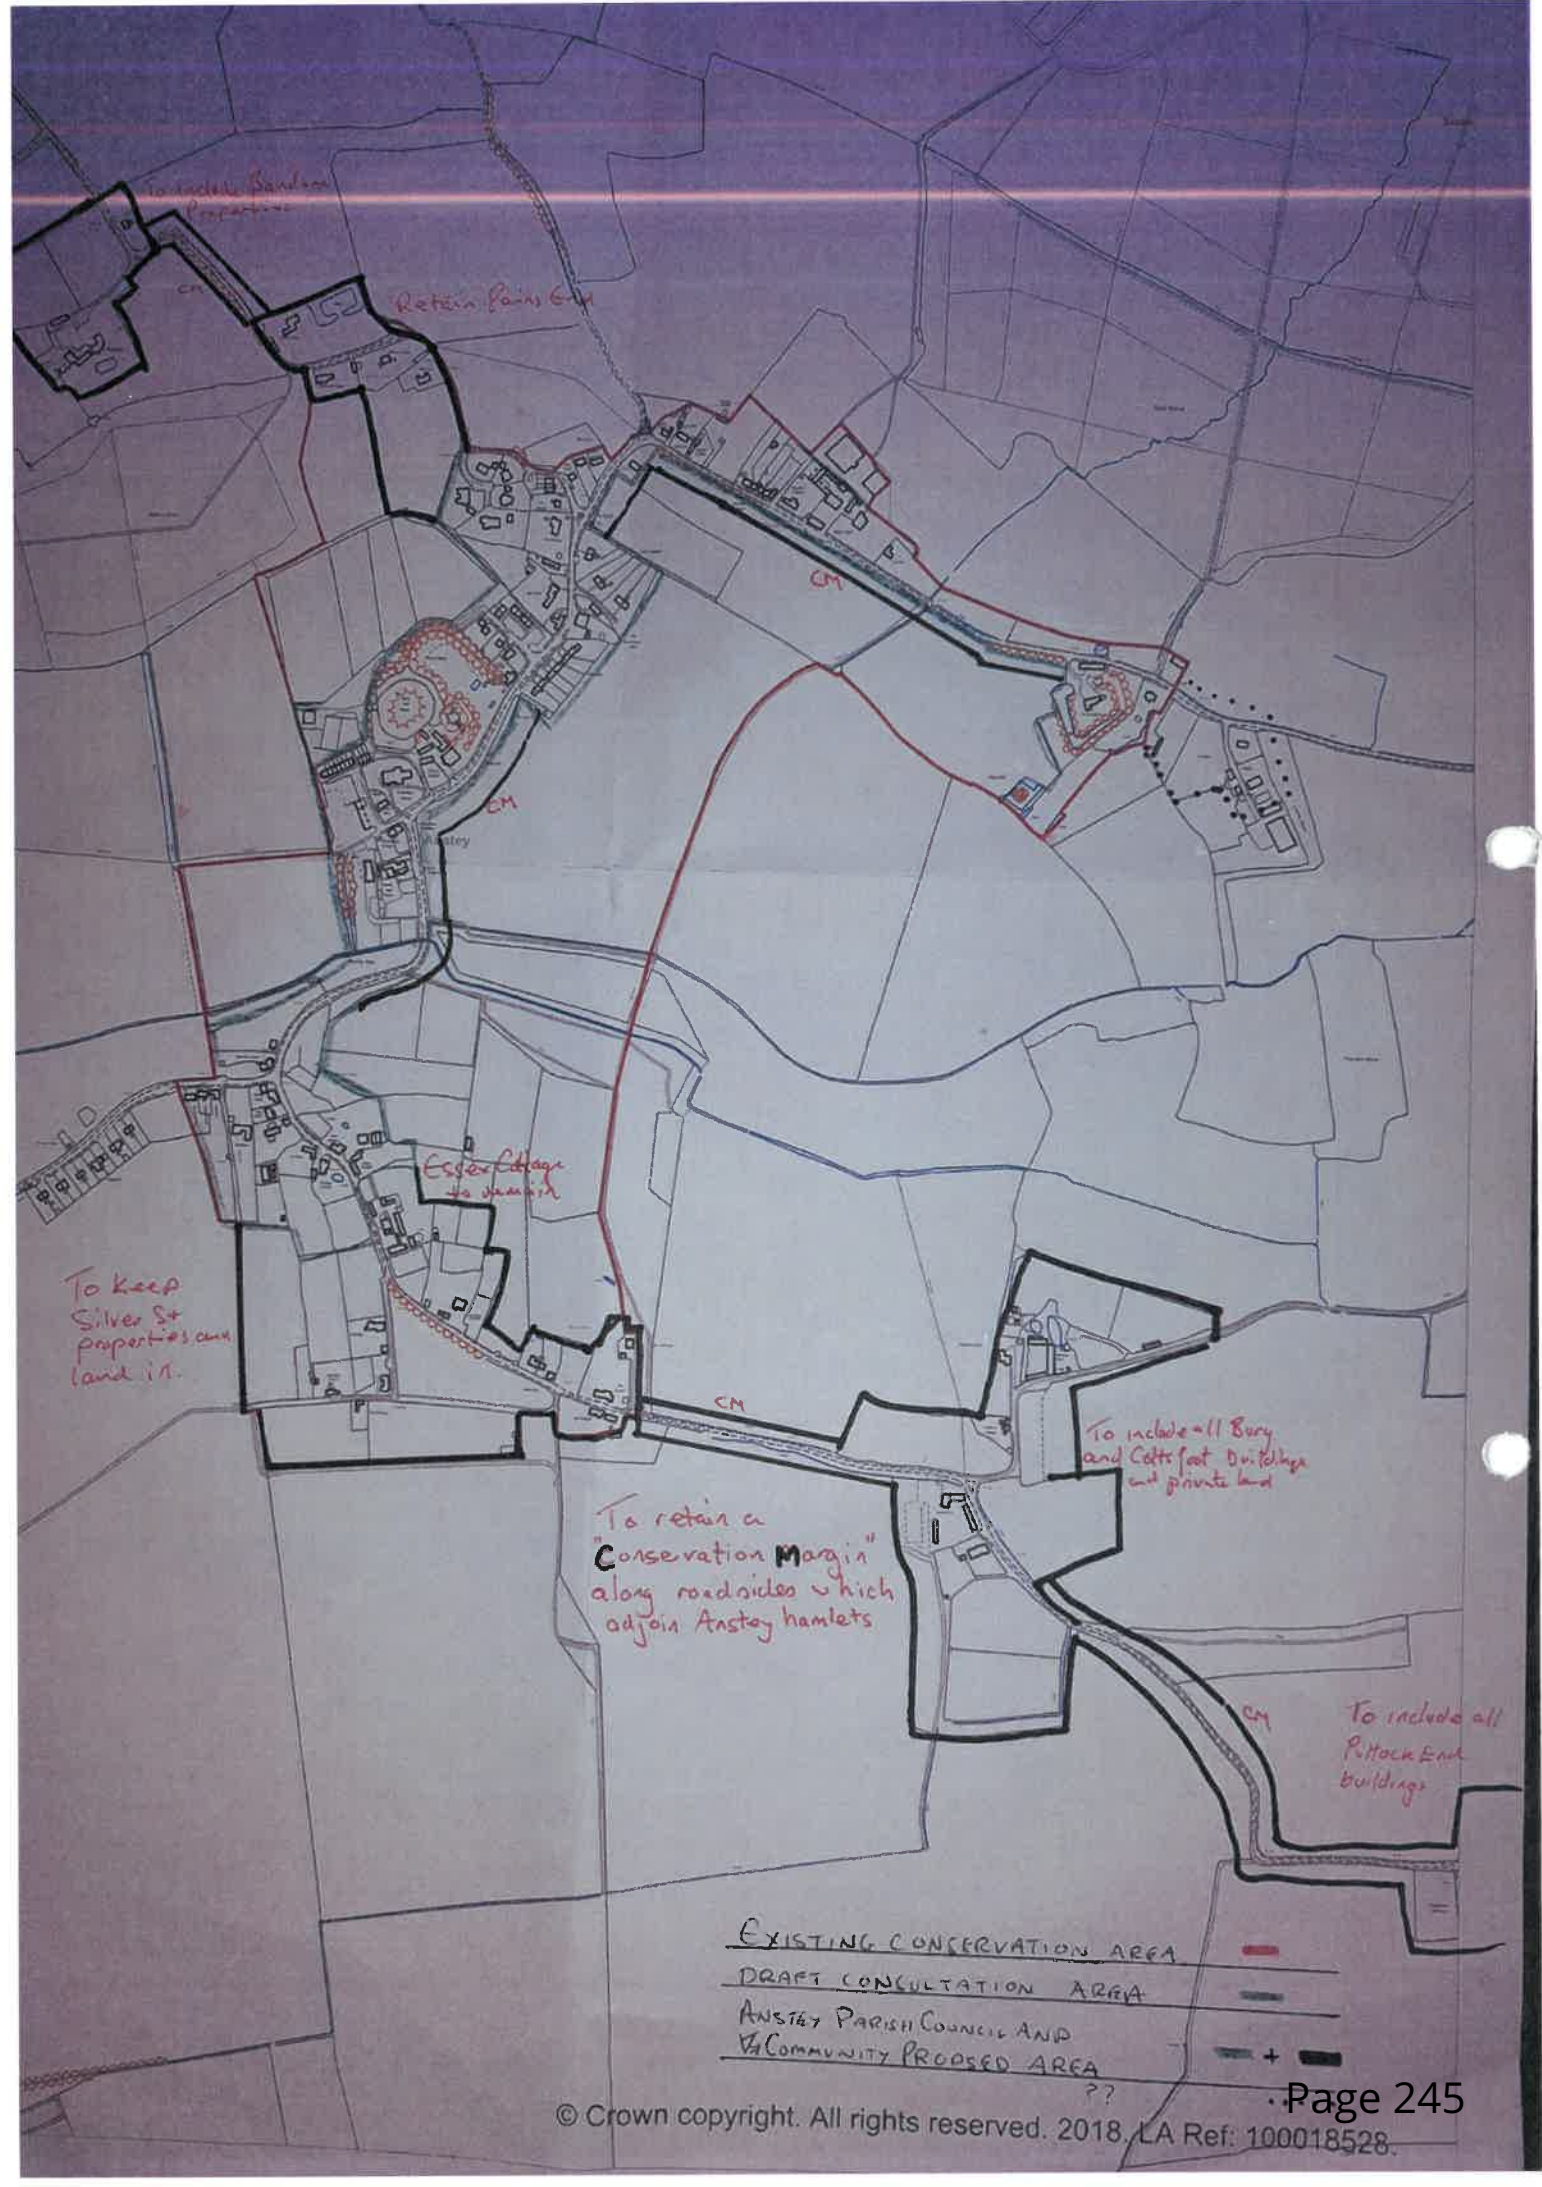 To include Bandon
Properties
CM
Retain Pains End
CM
CM
Anstey
Essex Cottage
to remain
To keep
Silver St
properties and
land in.
CM
To include all Bury
and Coltsfoot buildings
and private land
To retain a
"Conservation Margin"
along roadsides which
adjoin Anstey hamlets
CM
To include all
Puttock End
buildings
EXISTING CONSERVATION AREA
DRAFT CONSULTATION AREA
ANSTEY PARISH COUNCIL AND
COMMUNITY PROPOSED AREA
+
??
Page 245
© Crown copyright. All rights reserved. 2018. LA Ref: 100018528.